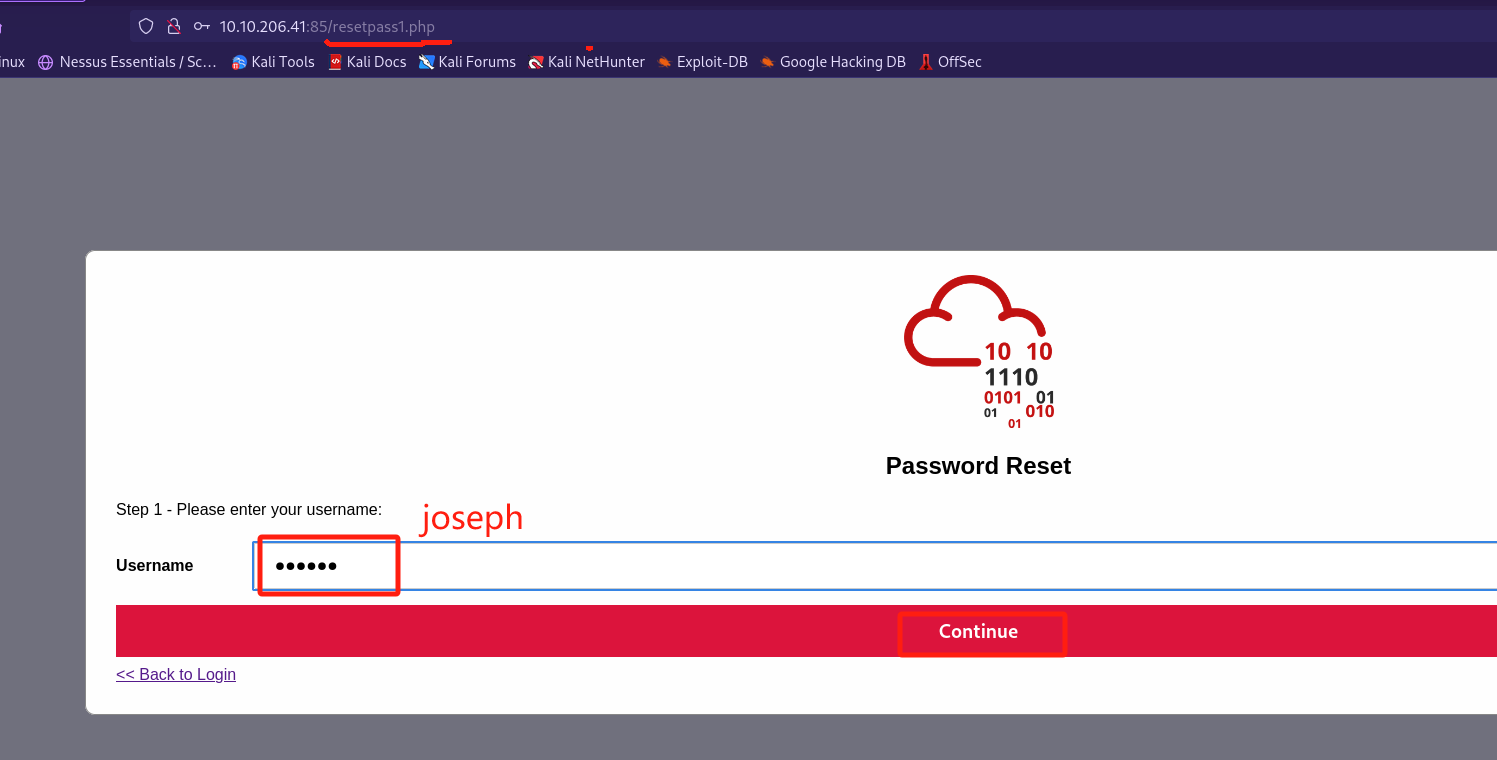 10.10.206.41:85/resetpass1.php
inux Nessus Essentials / Sc... Kali Tools Kali Docs Kali Forums Kali NetHunter Exploit-DB Google Hacking DB OffSec
10 10
1110
0101 01
01 010
01
Password Reset
Step 1 - Please enter your username:
joseph
Username ••••••
Continue
<< Back to Login